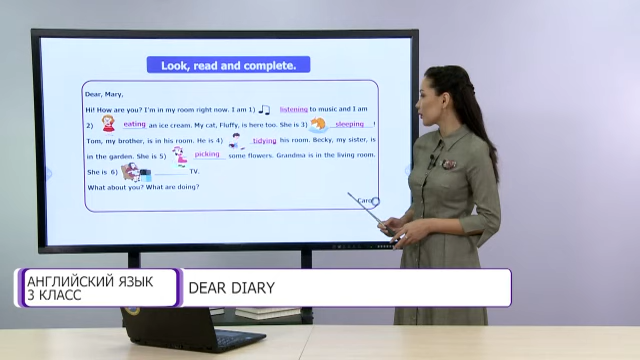 Look, read and complete.
Dear, Mary,
Hi! How are you? I'm in my room right now. I am 1) listening to music and I am
2) eating an ice cream. My cat, Fluffy, is here too. She is 3) sleeping!
Tom, my brother, is in his room. He is 4) tidying his room. Becky, my sister, is
in the garden. She is 5) picking some flowers. Grandma is in the living room.
She is 6) TV.
What about you? What are doing?
Carol
АНГЛИЙСКИЙ ЯЗЫК
3 КЛАСС
DEAR DIARY